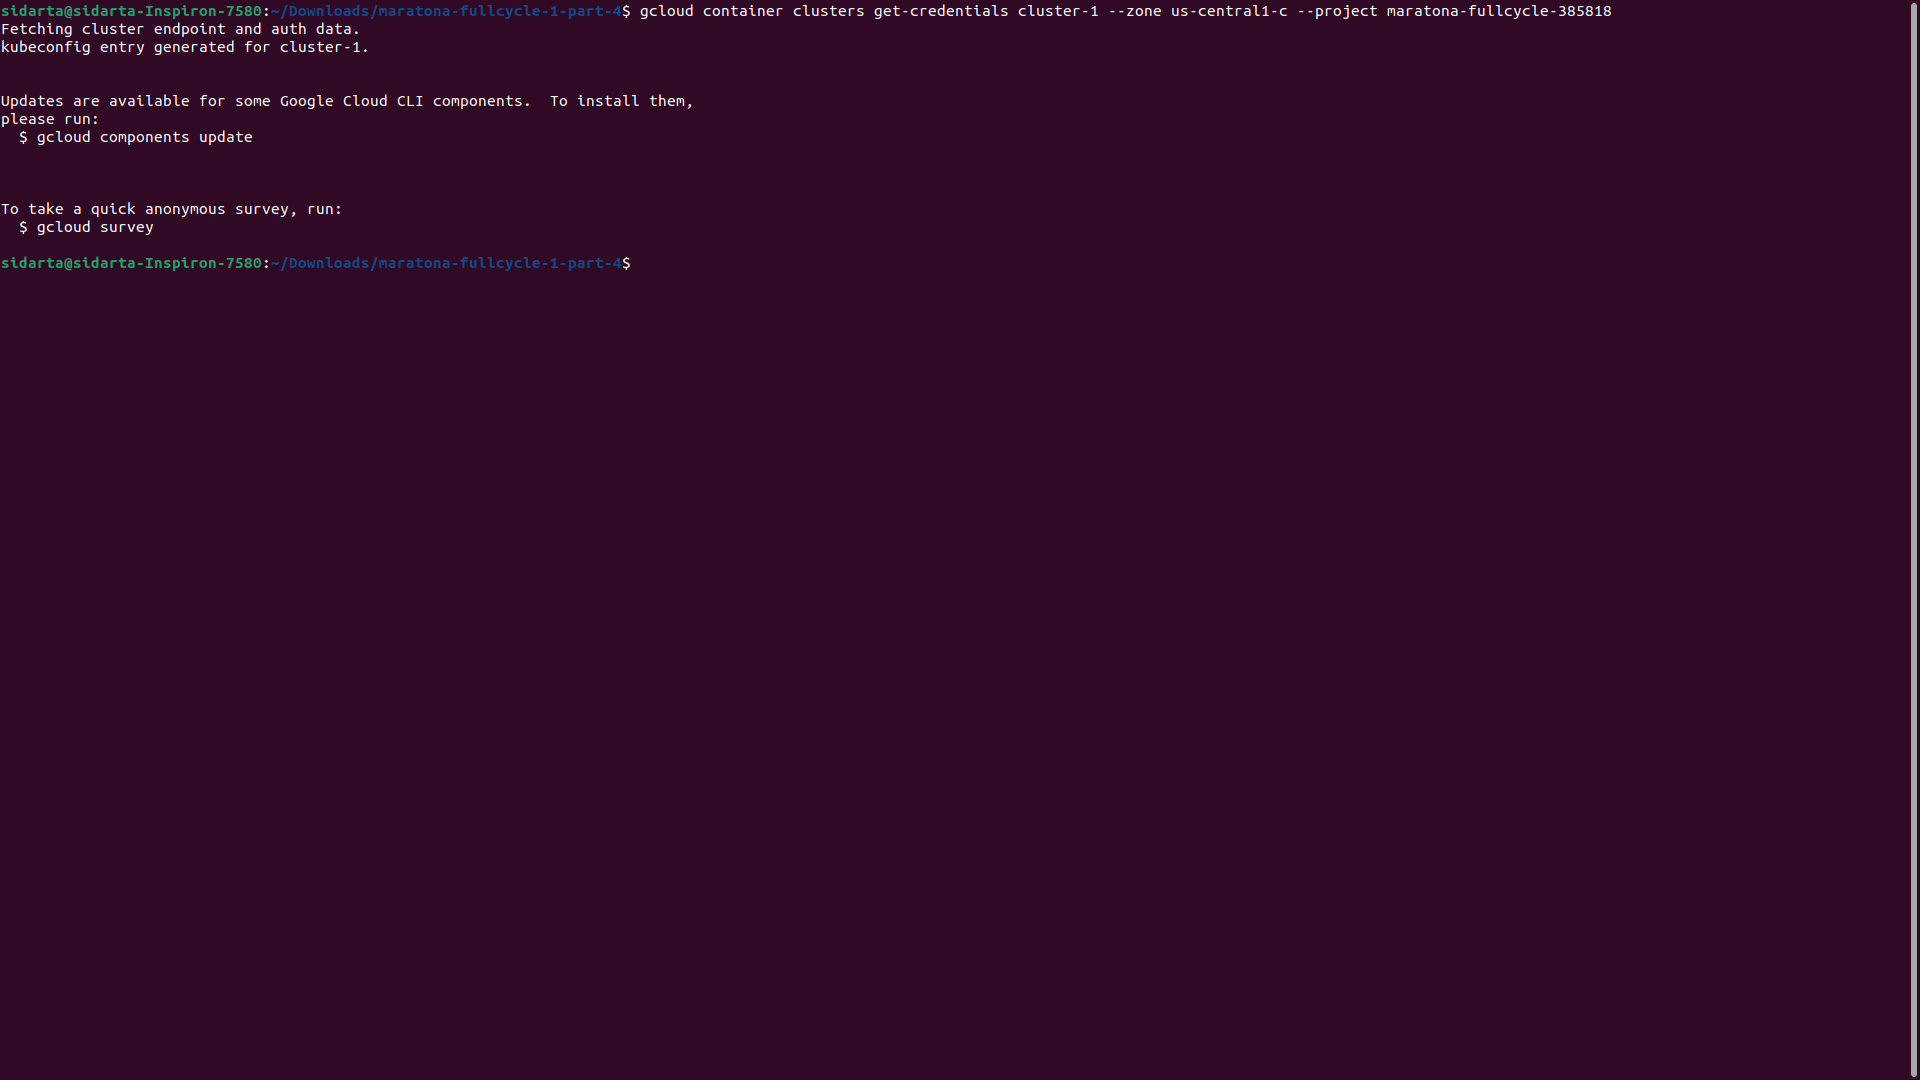 sidarta@sidarta-Inspiron-7580:~/Downloads/maratona-fullcycle-1-part-4$ gcloud container clusters get-credentials cluster-1 --zone us-central1-c --project maratona-fullcycle-385818
Fetching cluster endpoint and auth data.
kubeconfig entry generated for cluster-1.
Updates are available for some Google Cloud CLI components.  To install them,
please run:
  $ gcloud components update
To take a quick anonymous survey, run:
  $ gcloud survey
sidarta@sidarta-Inspiron-7580:~/Downloads/maratona-fullcycle-1-part-4$